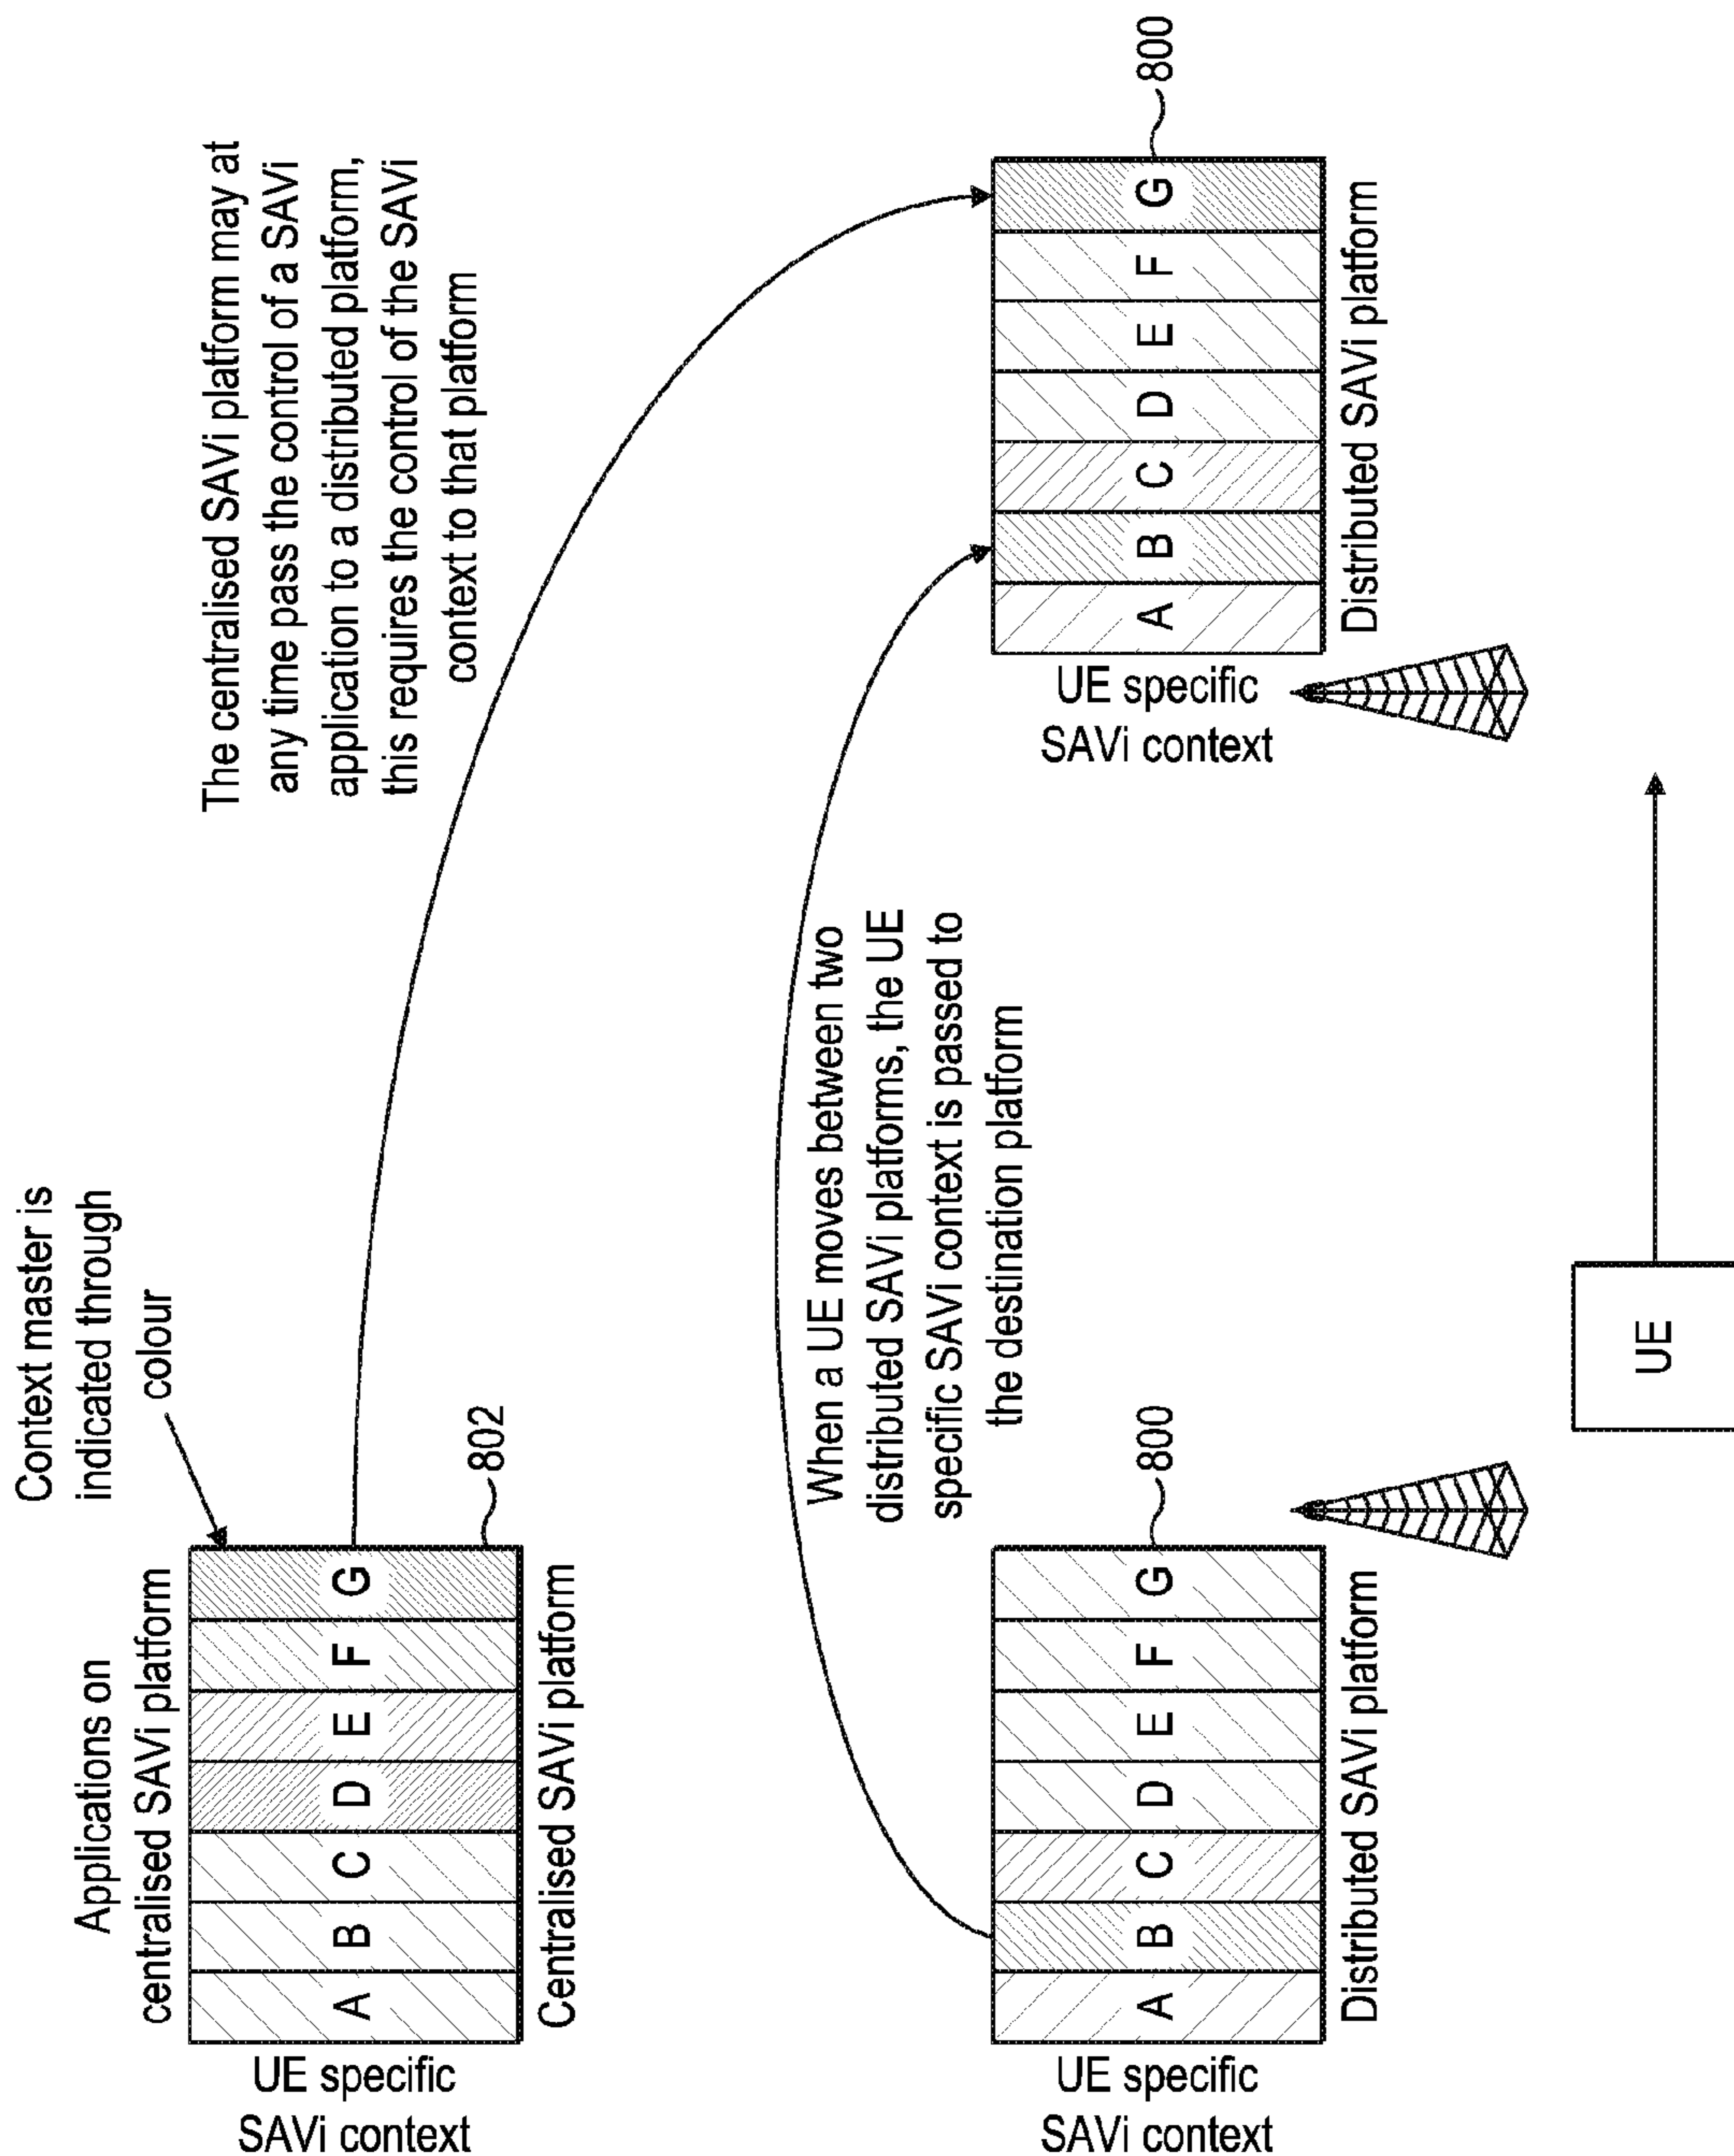 Context master is
indicated through
colour
Applications on
centralised SAVi platform
UE specific
SAVi context
A B C D E F G
802
Centralised SAVi platform
The centralised SAVi platform may at
any time pass the control of a SAVi
application to a distributed platform,
this requires the control of the SAVi
context to that platform
When a UE moves between two
distributed SAVi platforms, the UE
specific SAVi context is passed to
the destination platform
UE specific
SAVi context
A B C D E F G
800
Distributed SAVi platform
UE specific
SAVi context
A B C D E F G
800
Distributed SAVi platform
UE